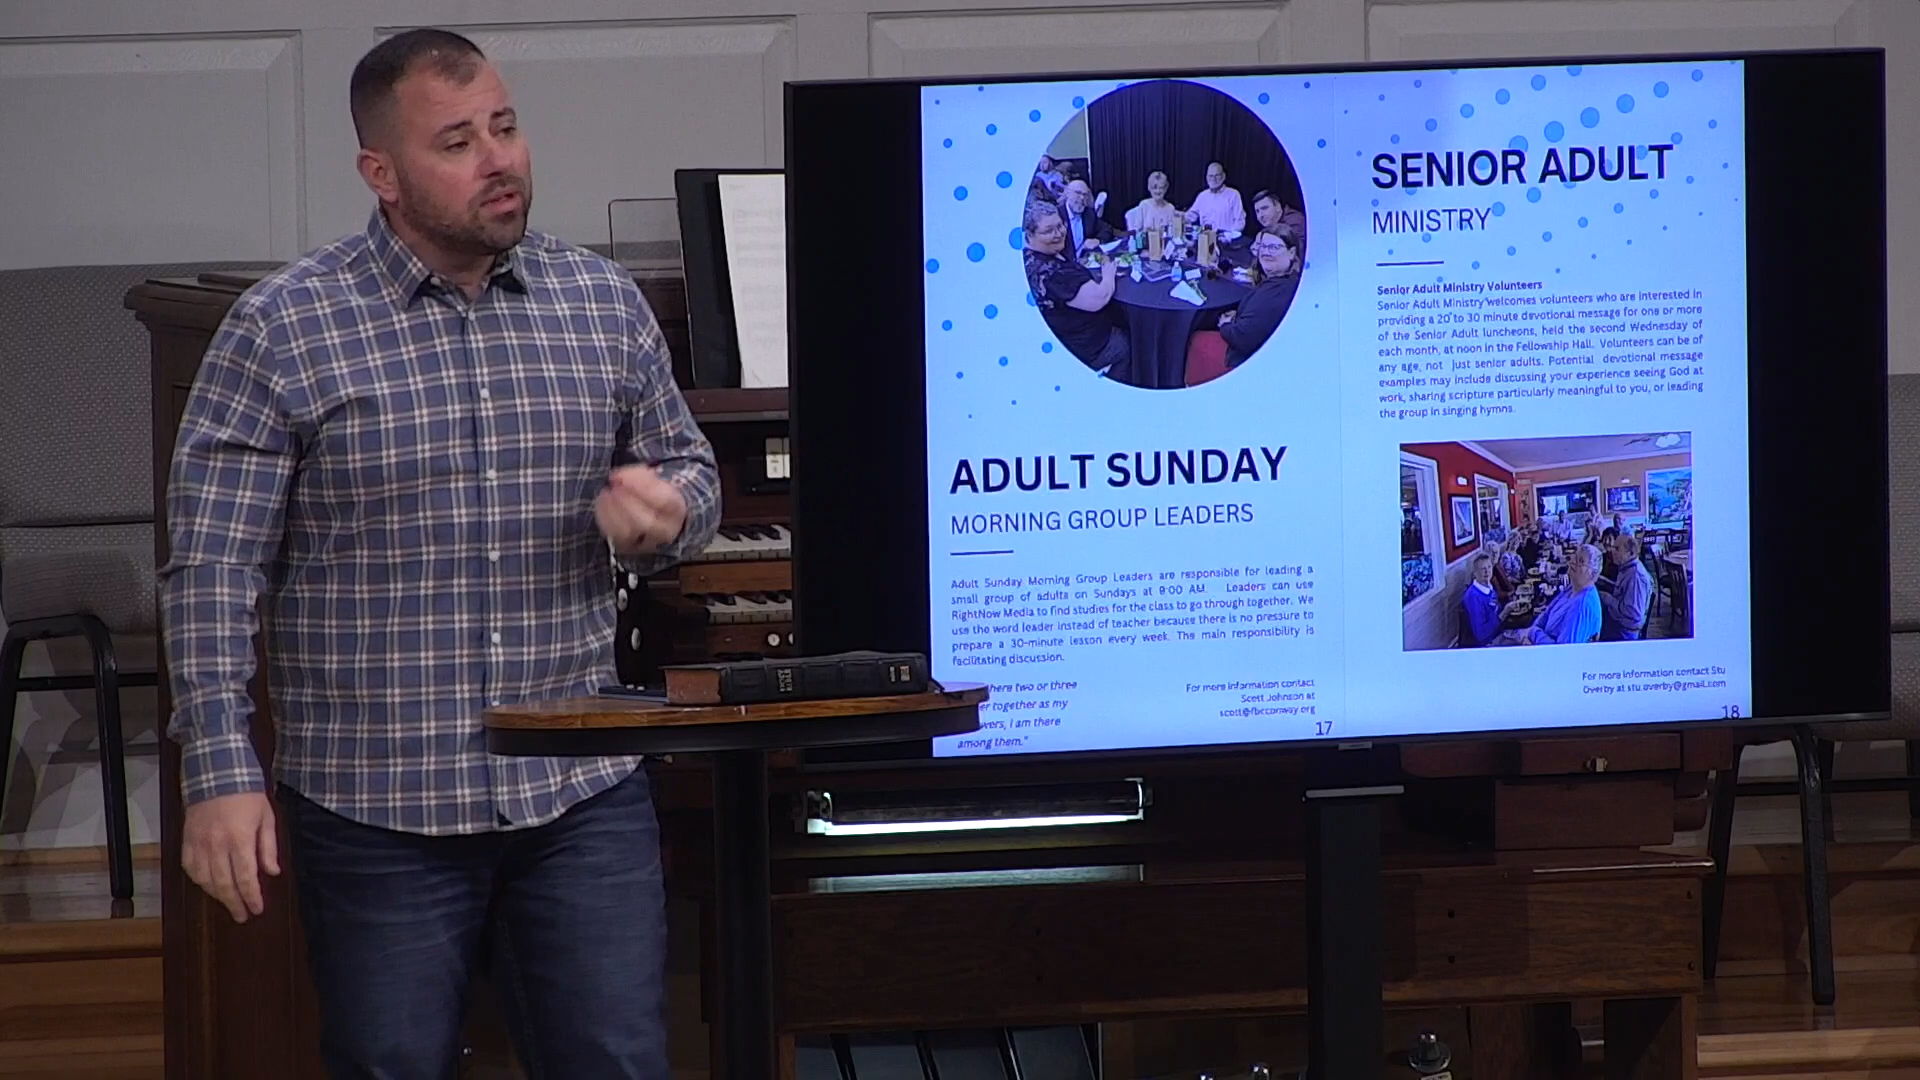 ADULT SUNDAY
MORNING GROUP LEADERS
Adult Sunday Morning Group Leaders are responsible for leading a
small group of adults on Sundays at 9:00 AM. Leaders can use
RightNow Media to find studies for the class to go through together. We
use the word leader instead of teacher because there is no pressure to
prepare a 30-minute lesson every week. The main responsibility is
facilitating discussion.
here two or three
er together as my
wers, I am there
among them."
For more information contact
Scott Johnson at
scott@fbcconway.org
17
SENIOR ADULT
MINISTRY
Senior Adult Ministry Volunteers
Senior Adult Ministry welcomes volunteers who are interested in
providing a 20 to 30 minute devotional message for one or more
of the Senior Adult luncheons, held the second Wednesday of
each month, at noon in the Fellowship Hall. Volunteers can be of
any age, not just senior adults. Potential devotional message
examples may include discussing your experience seeing God at
work, sharing scripture particularly meaningful to you, or leading
the group in singing hymns.
For more information contact Stu
Overby at stu.overby@gmail.com
18